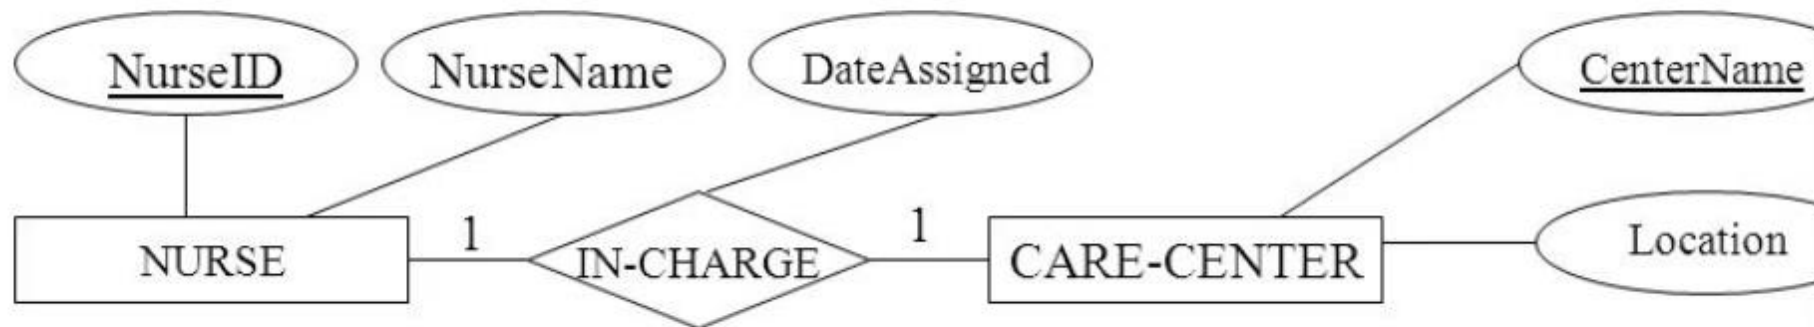 NurseID
NurseName
DateAssigned
CenterName
NURSE
1
IN-CHARGE
1
CARE-CENTER
Location